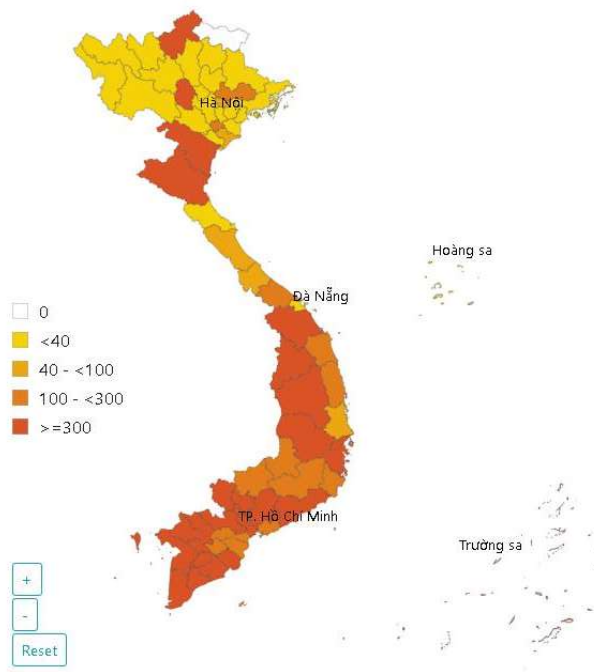 Hà Nội
Hoàng sa
Đà Nẵng
0
<40
40 - <100
100 - <300
>=300
TP. Hồ Chí Minh
Trường sa
+
-
Reset